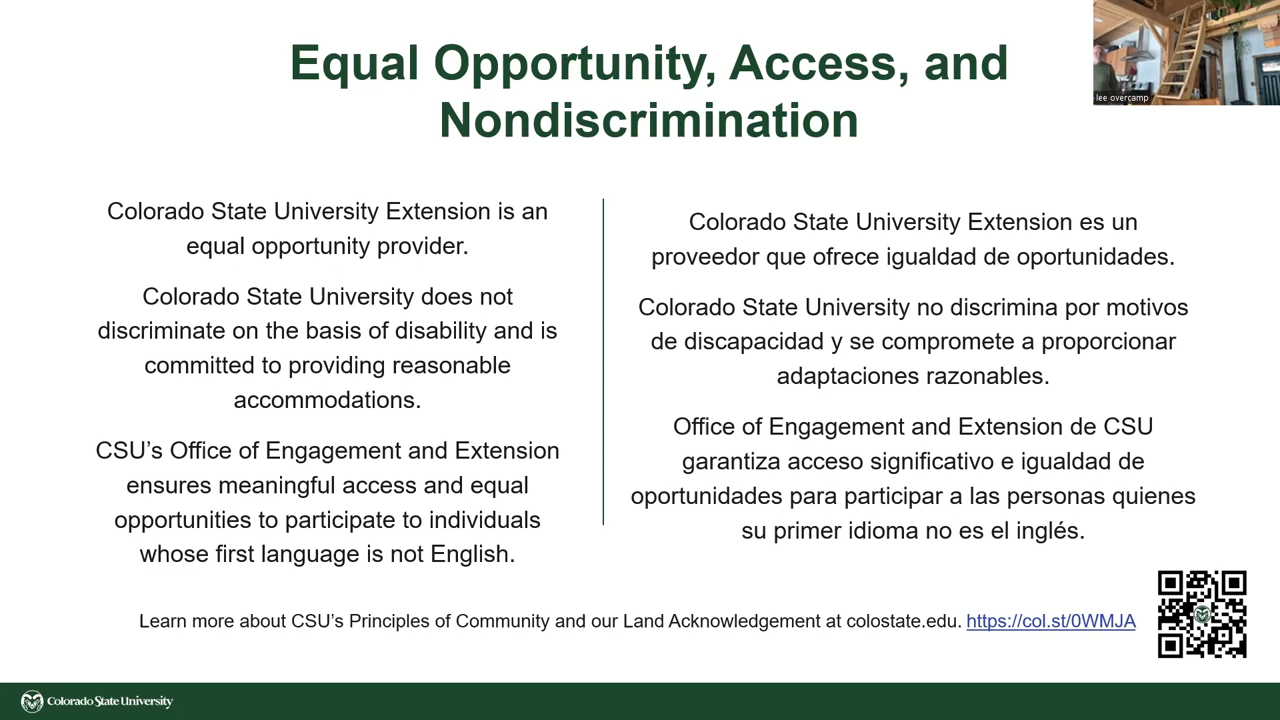 Equal Opportunity, Access, and
Nondiscrimination
lee overcamp
Colorado State University Extension is an
equal opportunity provider.
Colorado State University does not
discriminate on the basis of disability and is
committed to providing reasonable
accommodations.
CSU’s Office of Engagement and Extension
ensures meaningful access and equal
opportunities to participate to individuals
whose first language is not English.
Colorado State University Extension es un
proveedor que ofrece igualdad de oportunidades.
Colorado State University no discrimina por motivos
de discapacidad y se compromete a proporcionar
adaptaciones razonables.
Office of Engagement and Extension de CSU
garantiza acceso significativo e igualdad de
oportunidades para participar a las personas quienes
su primer idioma no es el inglés.
Learn more about CSU’s Principles of Community and our Land Acknowledgement at colostate.edu. https://col.st/0WMJA
Colorado State University